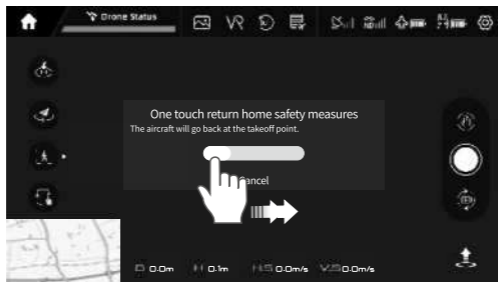 Drone Status
VR
One touch return home safety measures
The aircraft will go back at the takeoff point.
Cancel
D 0.0m H 0.1m H.S 0.0m/s V.S 0.0m/s